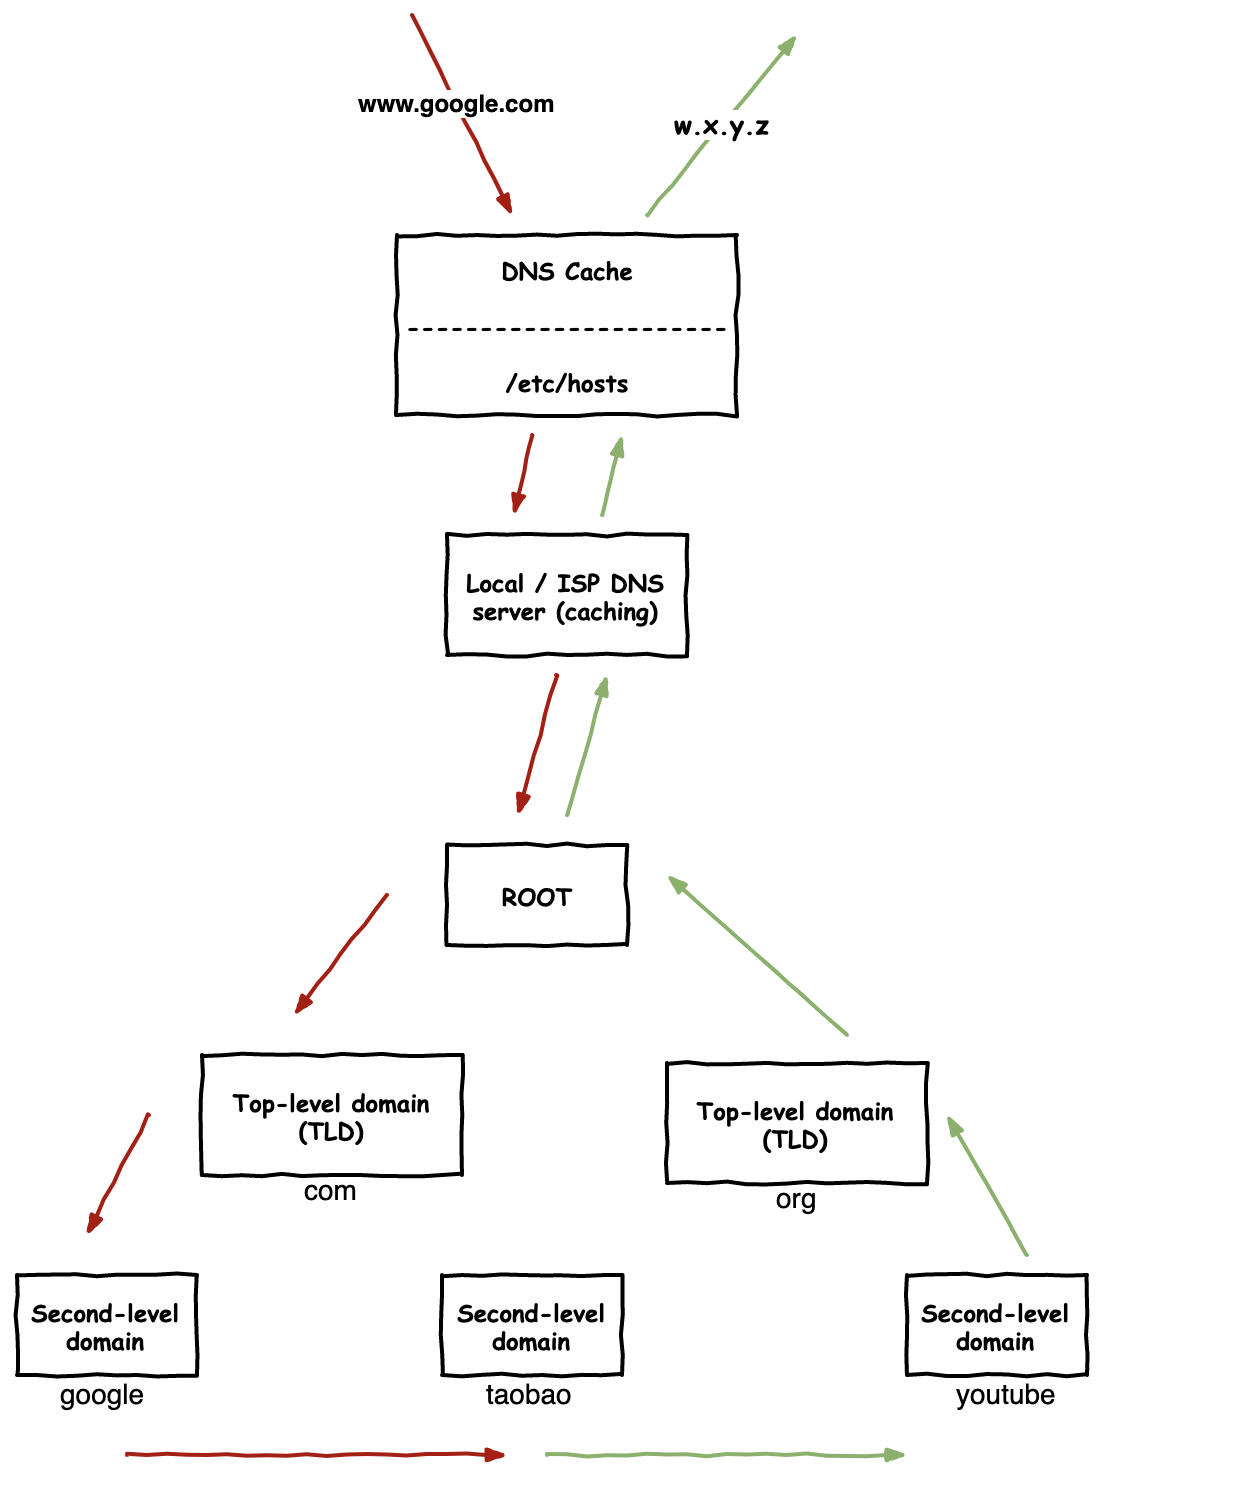 www.google.com
w.x.y.z
DNS Cache
/etc/hosts
Local / ISP DNS
server (caching)
ROOT
Top-level domain
(TLD)
com
Top-level domain
(TLD)
org
Second-level
domain
google
Second-level
domain
taobao
Second-level
domain
youtube